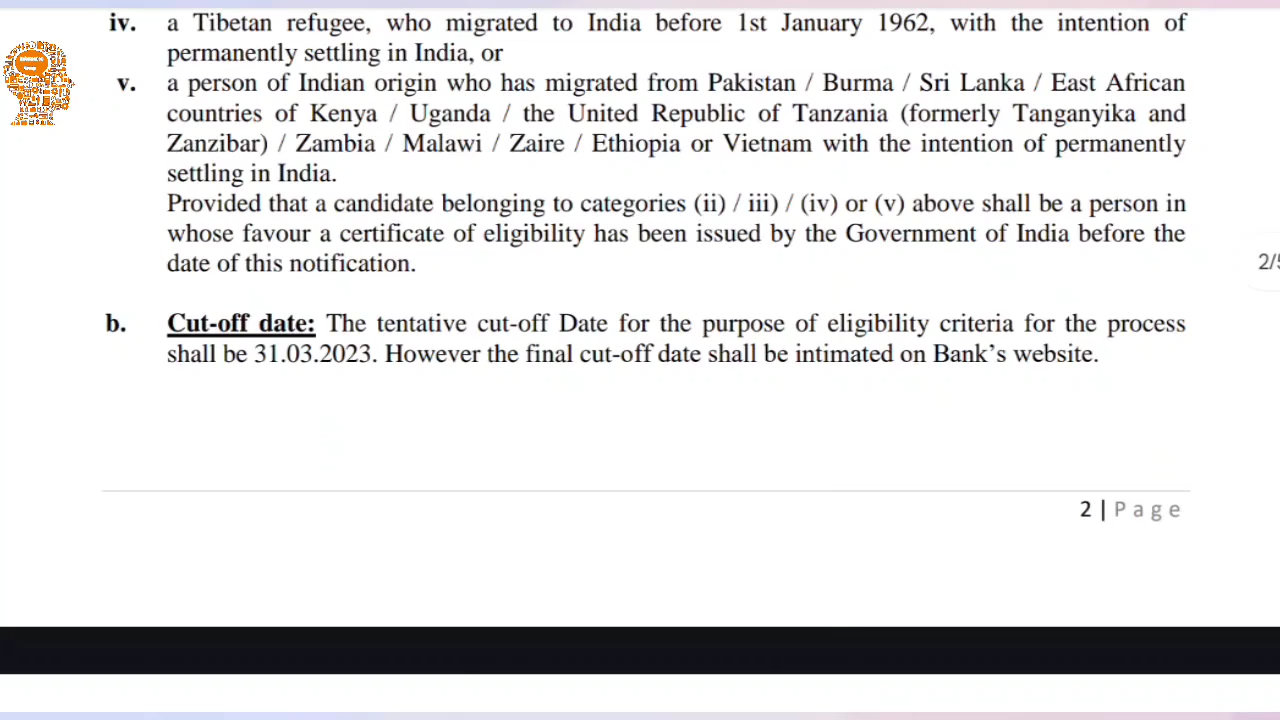 iv. a Tibetan refugee, who migrated to India before 1st January 1962, with the intention of
permanently settling in India, or
v. a person of Indian origin who has migrated from Pakistan / Burma / Sri Lanka / East African
countries of Kenya / Uganda / the United Republic of Tanzania (formerly Tanganyika and
Zanzibar) / Zambia / Malawi / Zaire / Ethiopia or Vietnam with the intention of permanently
settling in India.
Provided that a candidate belonging to categories (ii) / iii) / (iv) or (v) above shall be a person in
whose favour a certificate of eligibility has been issued by the Government of India before the
date of this notification.
2/5
b. Cut-off date: The tentative cut-off Date for the purpose of eligibility criteria for the process
shall be 31.03.2023. However the final cut-off date shall be intimated on Bank’s website.
2 | Page